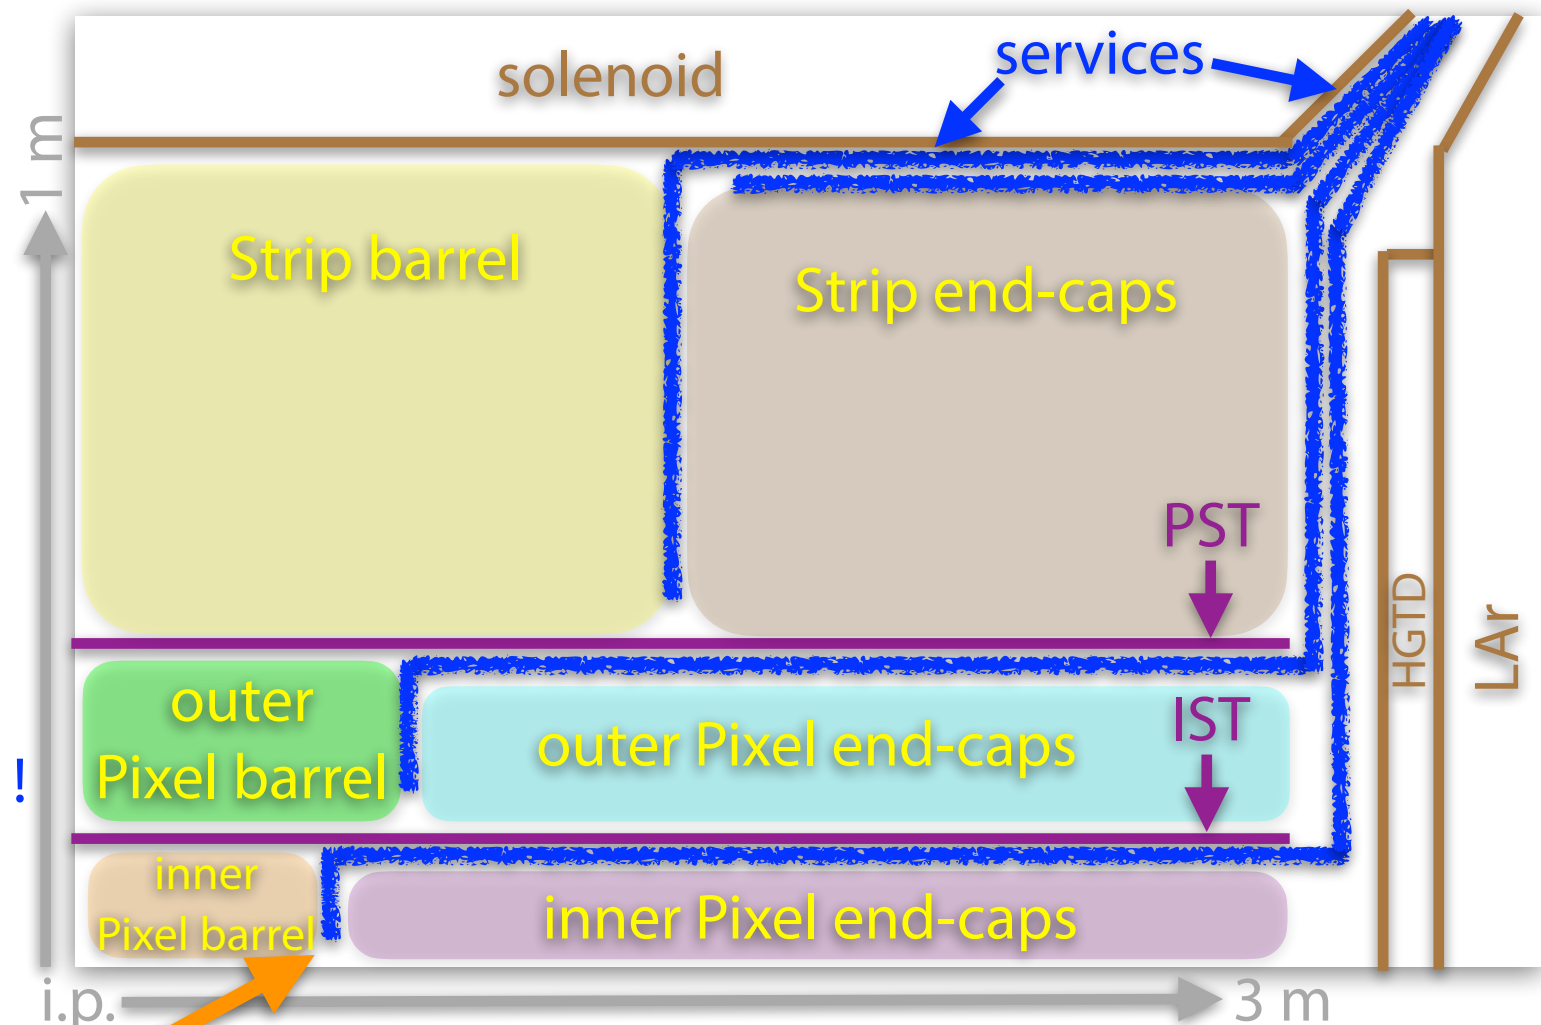 services
solenoid
1 m
Strip barrel
Strip end-caps
PST
HGTD
LAr
outer
Pixel barrel
outer Pixel end-caps
IST
!
inner
Pixel barrel
inner Pixel end-caps
i.p.
3 m